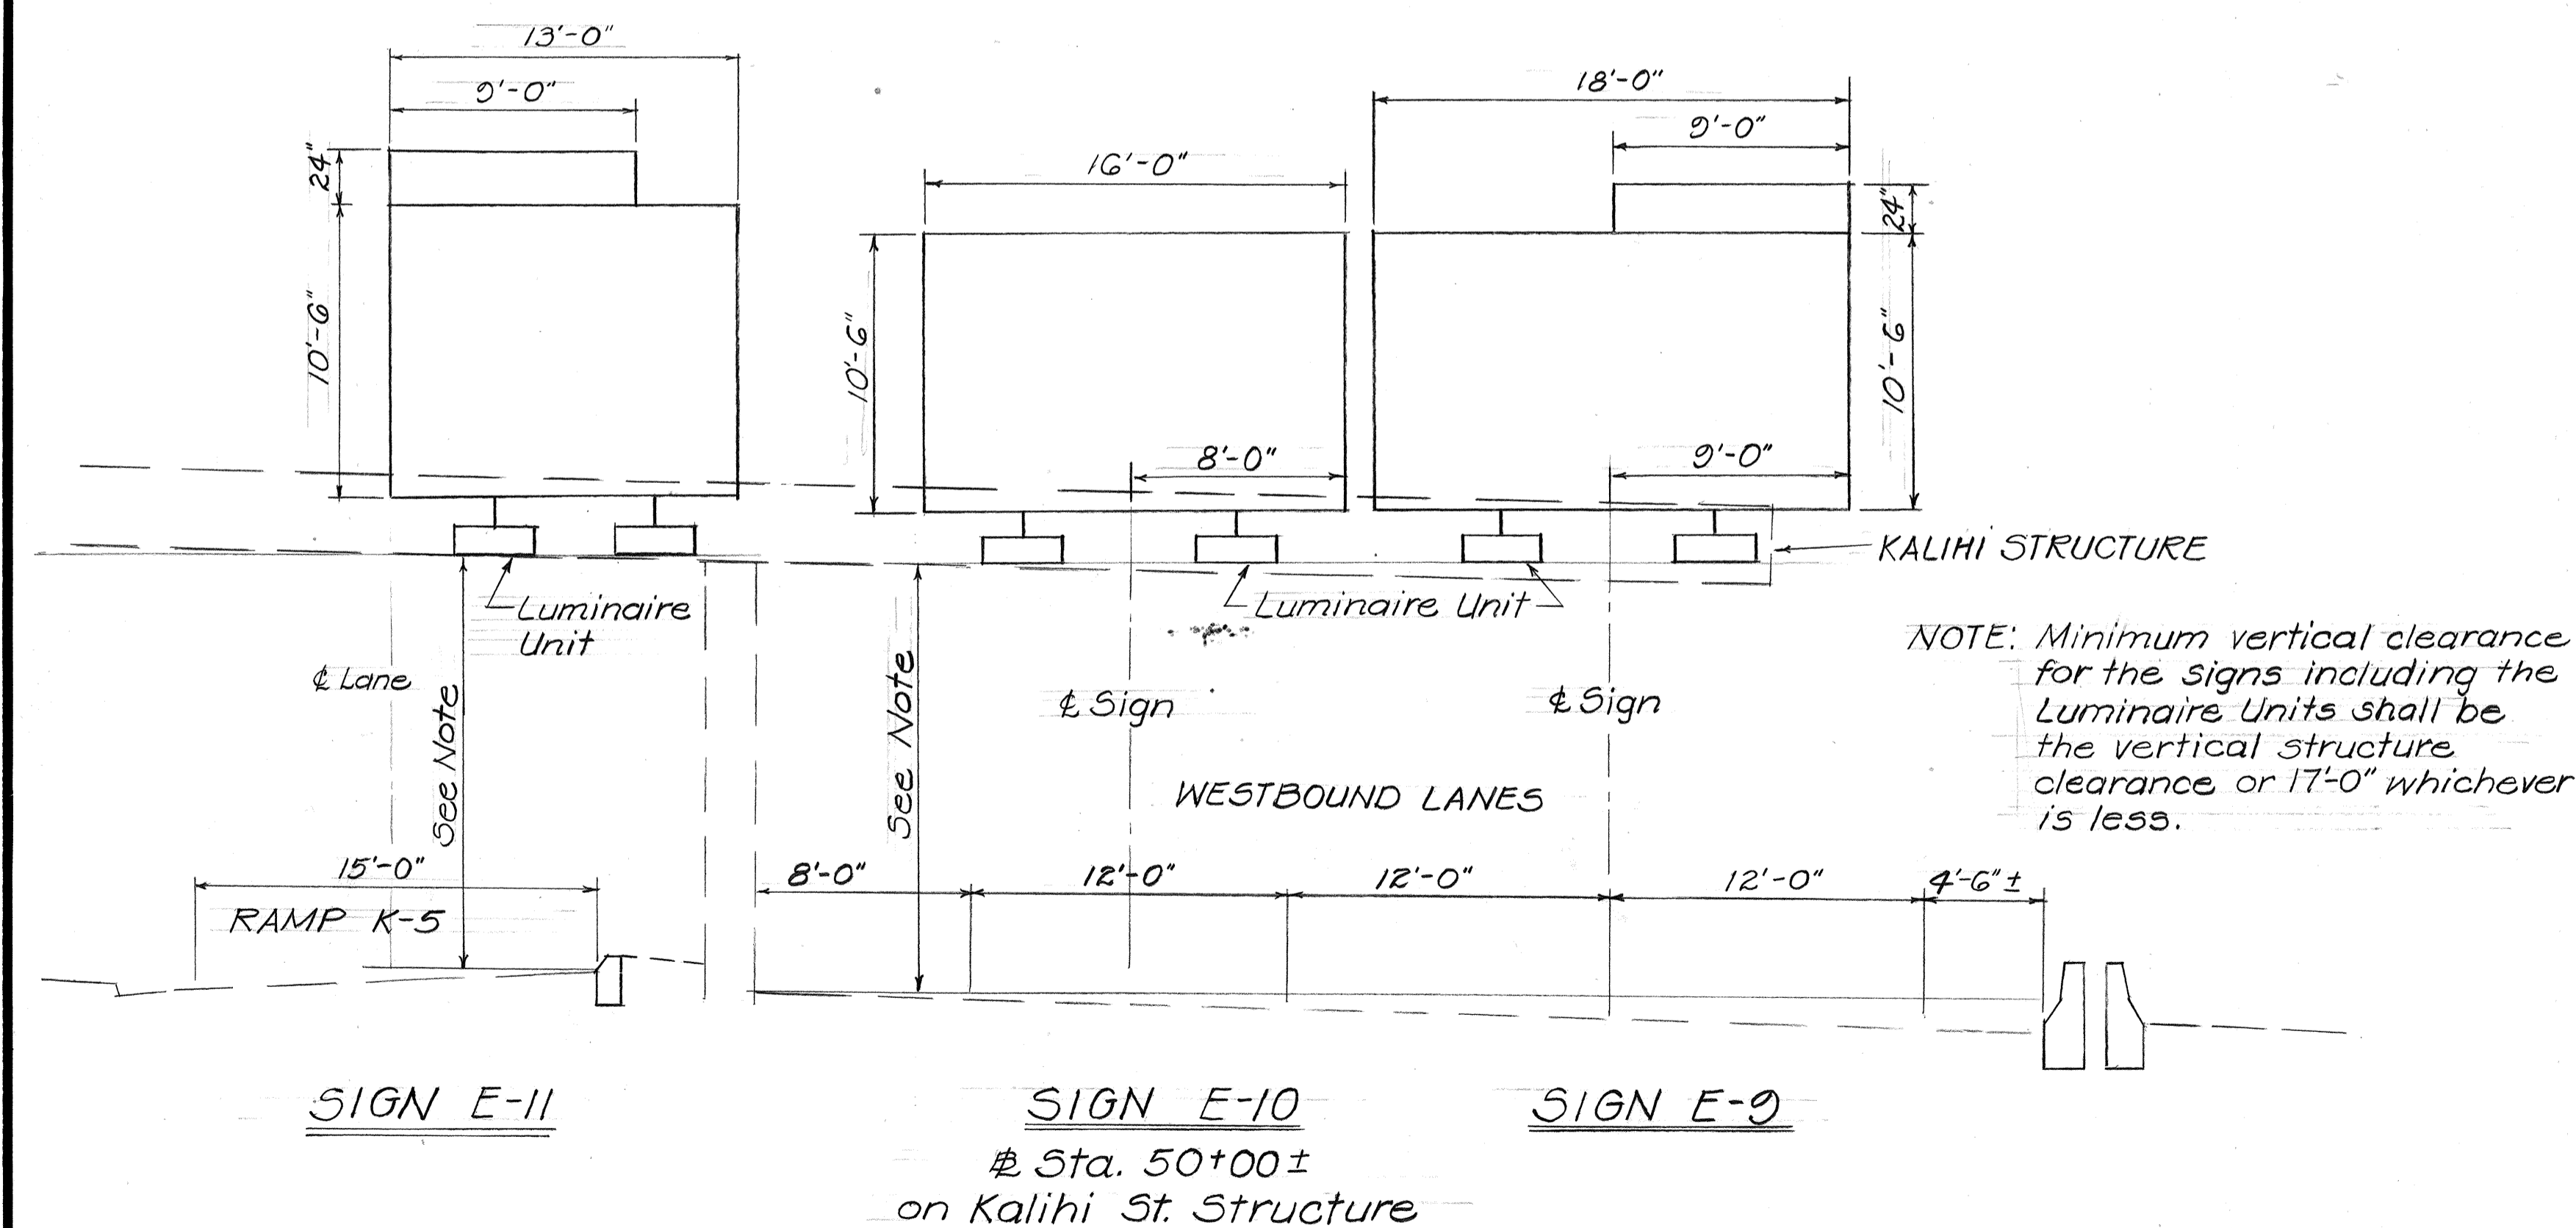 13'-0"
9'-0"
24"
10'-6"
16'-0"
10'-6"
8'-0"
18'-0"
9'-0"
24"
10'-6"
9'-0"
KALIHI STRUCTURE
Luminaire
Unit
Luminaire Unit
NOTE: Minimum vertical clearance
for the signs including the
Luminaire Units shall be
the vertical structure
clearance or 17'-0" whichever
is less.
℄ Lane
See Note
See Note
℄ Sign
℄ Sign
WESTBOUND LANES
15'-0"
RAMP K-5
8'-0"
12'-0"
12'-0"
12'-0"
4'-6"±
SIGN E-11
SIGN E-10
SIGN E-9
BL Sta. 50+00±
on Kalihi St. Structure